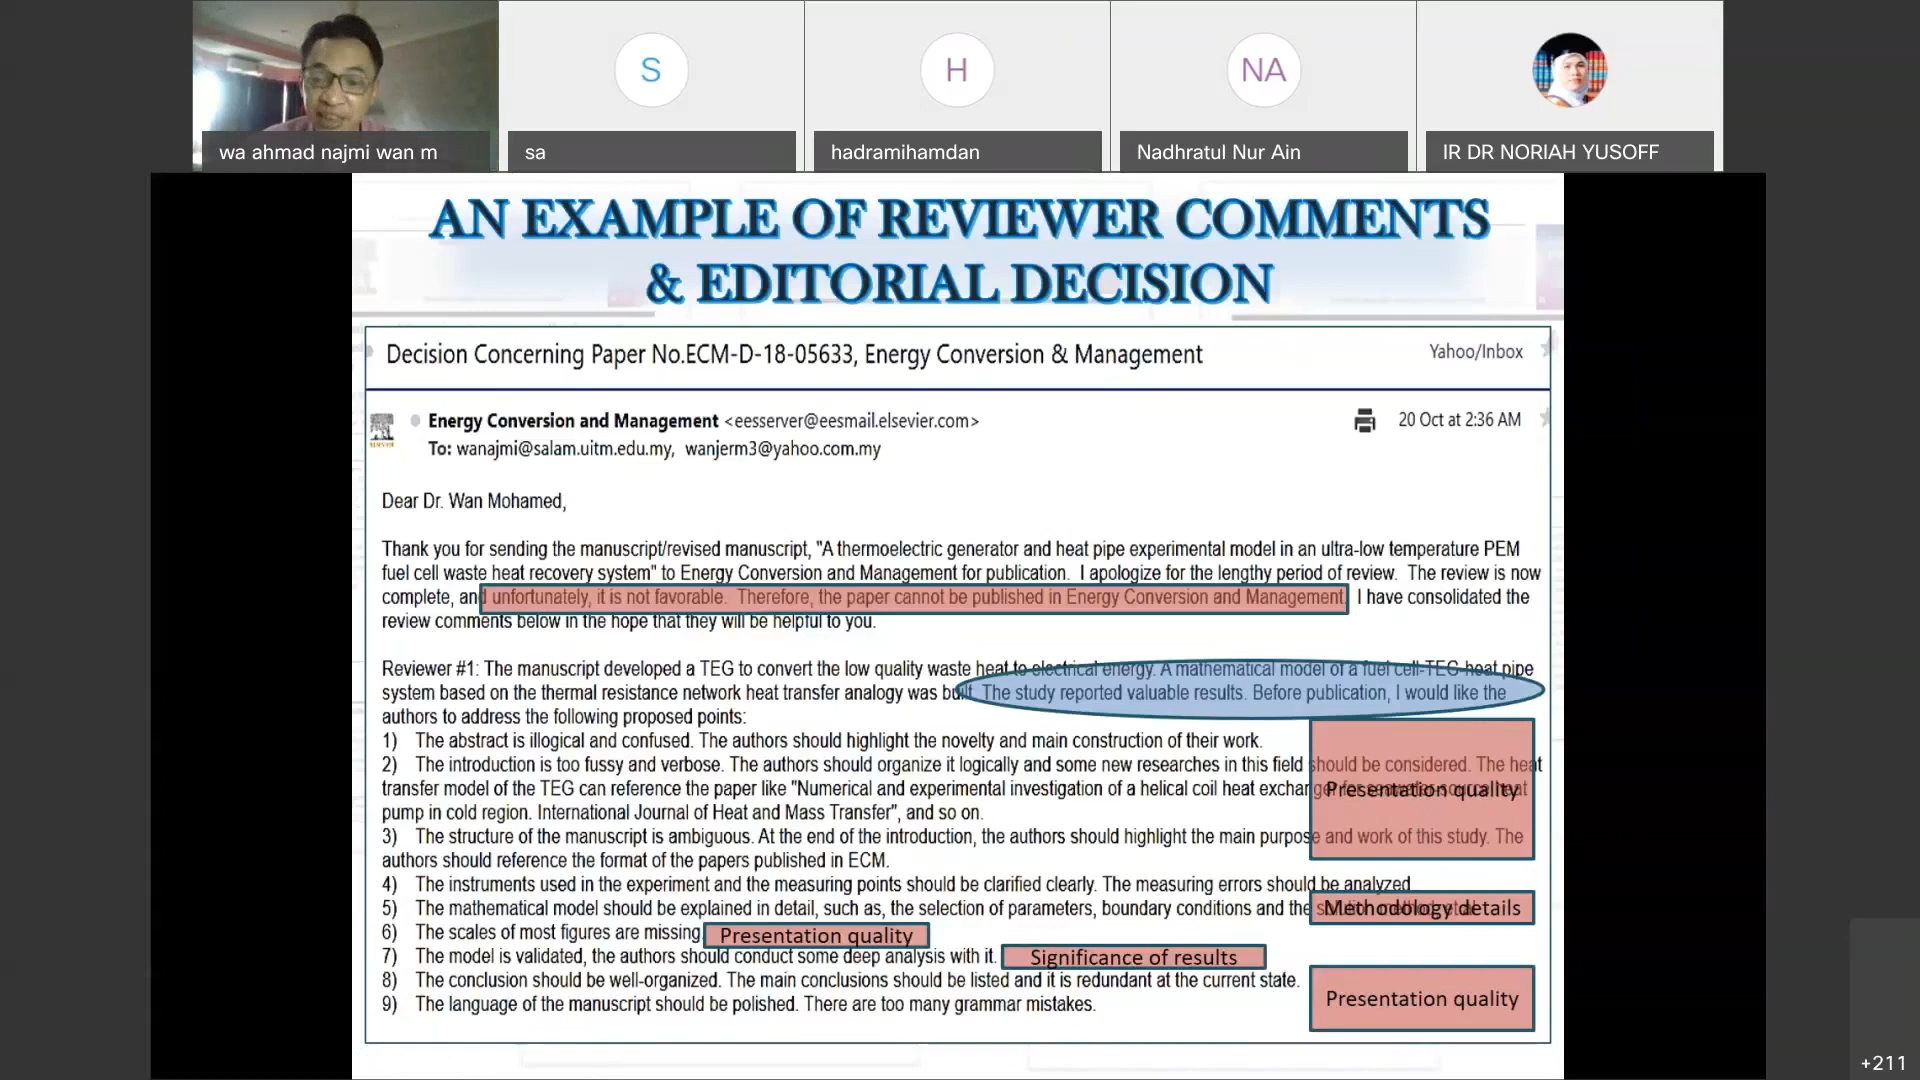 S
H
NA
wa ahmad najmi wan m
sa
hadramihamdan
Nadhratul Nur Ain
IR DR NORIAH YUSOFF
AN EXAMPLE OF REVIEWER COMMENTS
& EDITORIAL DECISION
Decision Concerning Paper No.ECM-D-18-05633, Energy Conversion & Management
Yahoo/Inbox
Energy Conversion and Management <eesserver@eesmail.elsevier.com>
20 Oct at 2:36 AM
To: wanajmi@salam.uitm.edu.my, wanjerm3@yahoo.com.my
Dear Dr. Wan Mohamed,
Thank you for sending the manuscript/revised manuscript, "A thermoelectric generator and heat pipe experimental model in an ultra-low temperature PEM
fuel cell waste heat recovery system" to Energy Conversion and Management for publication. I apologize for the lengthy period of review. The review is now
complete, and unfortunately, it is not favorable. Therefore, the paper cannot be published in Energy Conversion and Management. I have consolidated the
review comments below in the hope that they will be helpful to you.
Reviewer #1: The manuscript developed a TEG to convert the low quality waste heat to electrical energy. A mathematical model of a fuel cell-TEG-heat pipe
system based on the thermal resistance network heat transfer analogy was built. The study reported valuable results. Before publication, I would like the
authors to address the following proposed points:
1) The abstract is illogical and confused. The authors should highlight the novelty and main construction of their work.
2) The introduction is too fussy and verbose. The authors should organize it logically and some new researches in this field should be considered. The heat
transfer model of the TEG can reference the paper like "Numerical and experimental investigation of a helical coil heat exchanger for seawater-source heat
Presentation quality
pump in cold region. International Journal of Heat and Mass Transfer", and so on.
3) The structure of the manuscript is ambiguous. At the end of the introduction, the authors should highlight the main purpose and work of this study. The
authors should reference the format of the papers published in ECM.
4) The instruments used in the experiment and the measuring points should be clarified clearly. The measuring errors should be analyzed
5) The mathematical model should be explained in detail, such as, the selection of parameters, boundary conditions and the
Methodology details
6) The scales of most figures are missing.
Presentation quality
7) The model is validated, the authors should conduct some deep analysis with it.
Significance of results
8) The conclusion should be well-organized. The main conclusions should be listed and it is redundant at the current state.
Presentation quality
9) The language of the manuscript should be polished. There are too many grammar mistakes.
+211